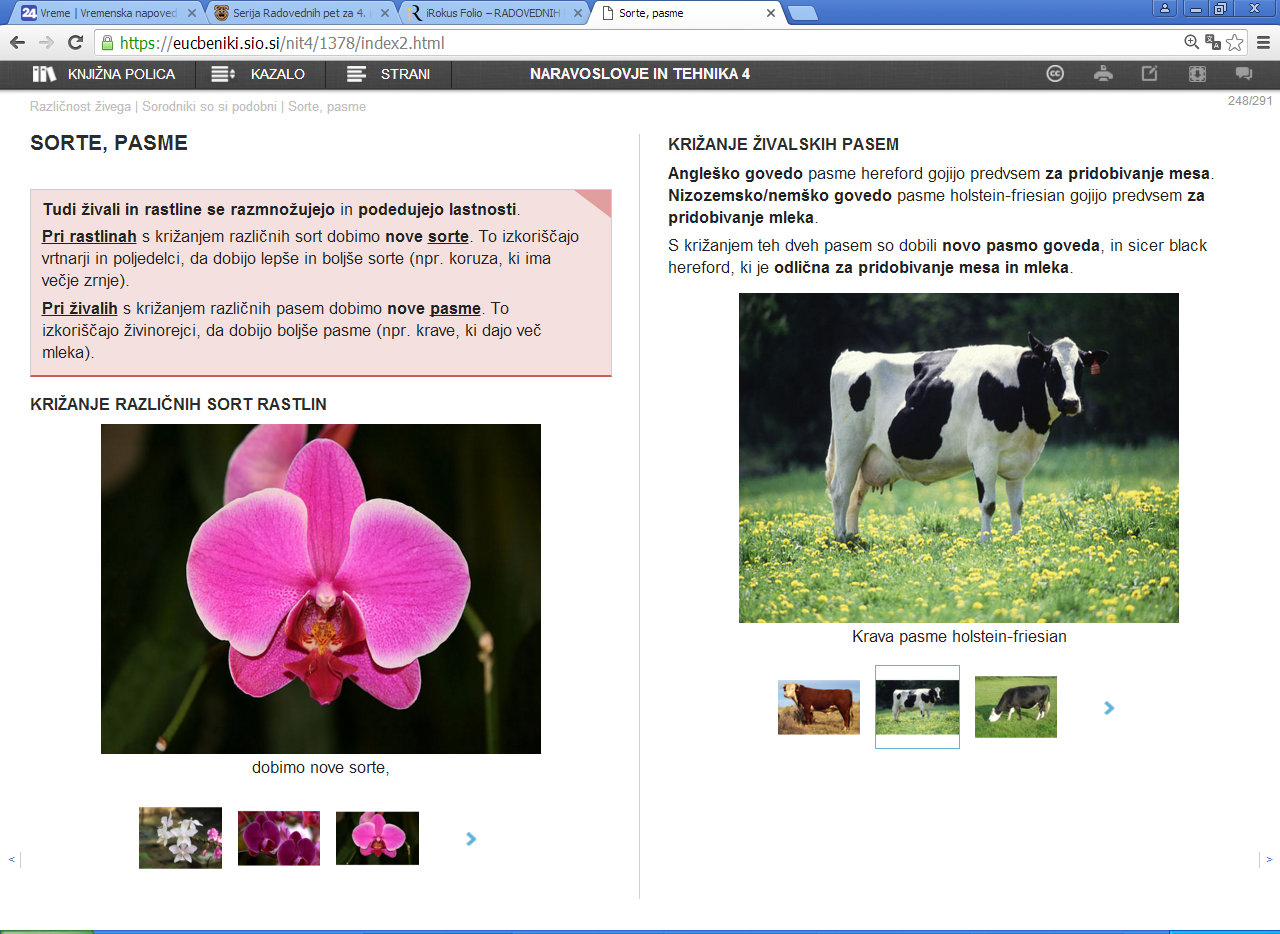 Vreme | Vremenska napoved
Serija Radovednih pet za 4.
iRokus Folio – RADOVEDNIH
Sorte, pasme
https://eucbeniki.sio.si/nit4/1378/index2.html
KNJIŽNA POLICA
KAZALO
STRANI
NARAVOSLOVJE IN TEHNIKA 4
Različnost živega | Sorodniki so si podobni | Sorte, pasme
248/291
SORTE, PASME
Tudi živali in rastline se razmnožujejo in podedujejo lastnosti.
Pri rastlinah s križanjem različnih sort dobimo nove sorte. To izkoriščajo
vrtnarji in poljedelci, da dobijo lepše in boljše sorte (npr. koruza, ki ima
večje zrnje).
Pri živalih s križanjem različnih pasem dobimo nove pasme. To
izkoriščajo živinorejci, da dobijo boljše pasme (npr. krave, ki dajo več
mleka).
KRIŽANJE RAZLIČNIH SORT RASTLIN
dobimo nove sorte,
KRIŽANJE ŽIVALSKIH PASEM
Angleško govedo pasme hereford gojijo predvsem za pridobivanje mesa.
Nizozemsko/nemško govedo pasme holstein-friesian gojijo predvsem za
pridobivanje mleka.
S križanjem teh dveh pasem so dobili novo pasmo goveda, in sicer black
hereford, ki je odlična za pridobivanje mesa in mleka.
Krava pasme holstein-friesian
< >